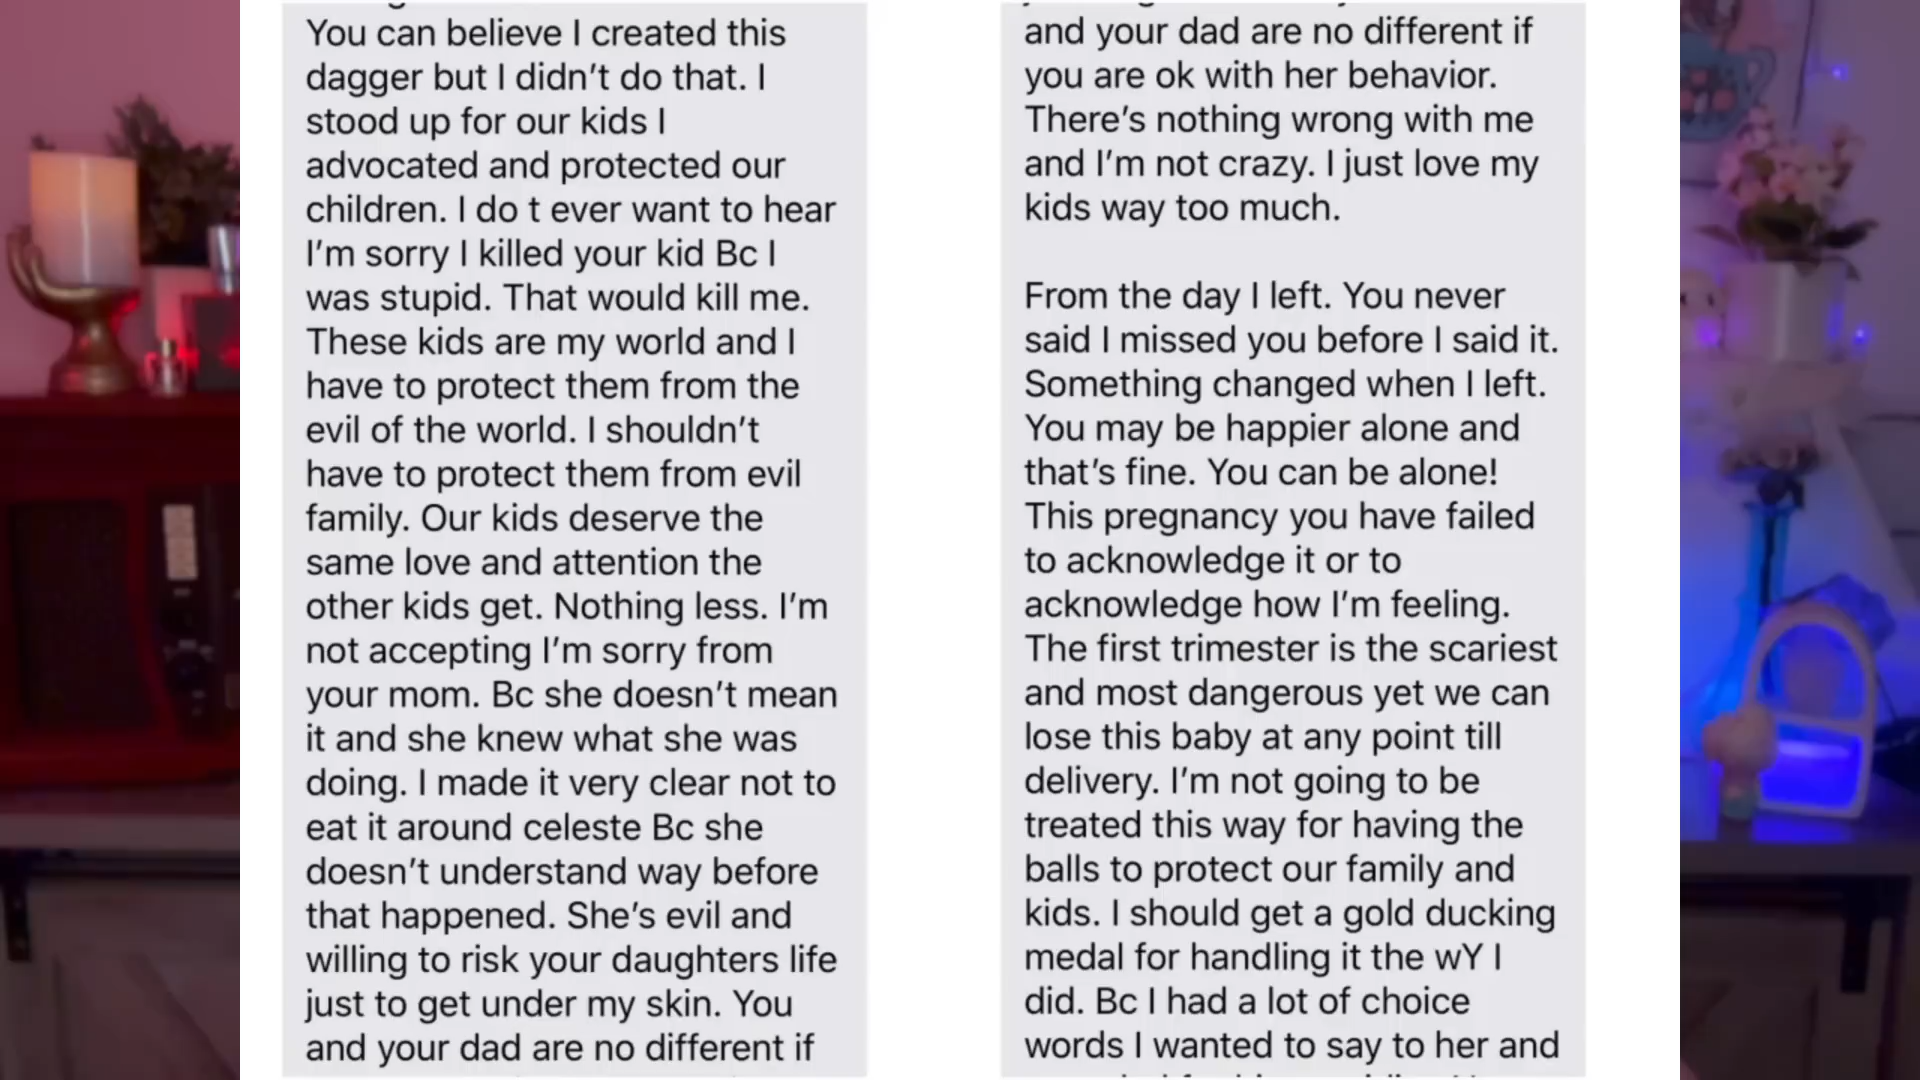 You can believe I created this
dagger but I didn’t do that. I
stood up for our kids I
advocated and protected our
children. I do t ever want to hear
I’m sorry I killed your kid Bc I
was stupid. That would kill me.
These kids are my world and I
have to protect them from the
evil of the world. I shouldn’t
have to protect them from evil
family. Our kids deserve the
same love and attention the
other kids get. Nothing less. I’m
not accepting I’m sorry from
your mom. Bc she doesn’t mean
it and she knew what she was
doing. I made it very clear not to
eat it around celeste Bc she
doesn’t understand way before
that happened. She’s evil and
willing to risk your daughters life
just to get under my skin. You
and your dad are no different if
and your dad are no different if
you are ok with her behavior.
There’s nothing wrong with me
and I’m not crazy. I just love my
kids way too much.
From the day I left. You never
said I missed you before I said it.
Something changed when I left.
You may be happier alone and
that’s fine. You can be alone!
This pregnancy you have failed
to acknowledge it or to
acknowledge how I’m feeling.
The first trimester is the scariest
and most dangerous yet we can
lose this baby at any point till
delivery. I’m not going to be
treated this way for having the
balls to protect our family and
kids. I should get a gold ducking
medal for handling it the wY I
did. Bc I had a lot of choice
words I wanted to say to her and